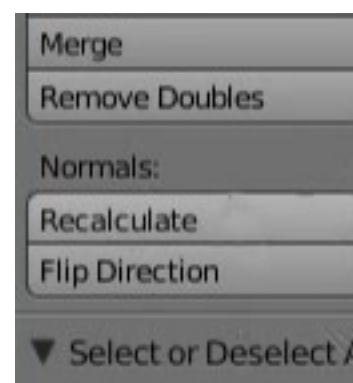 Merge
Remove Doubles
Normals:
Recalculate
Flip Direction
Select or Deselect